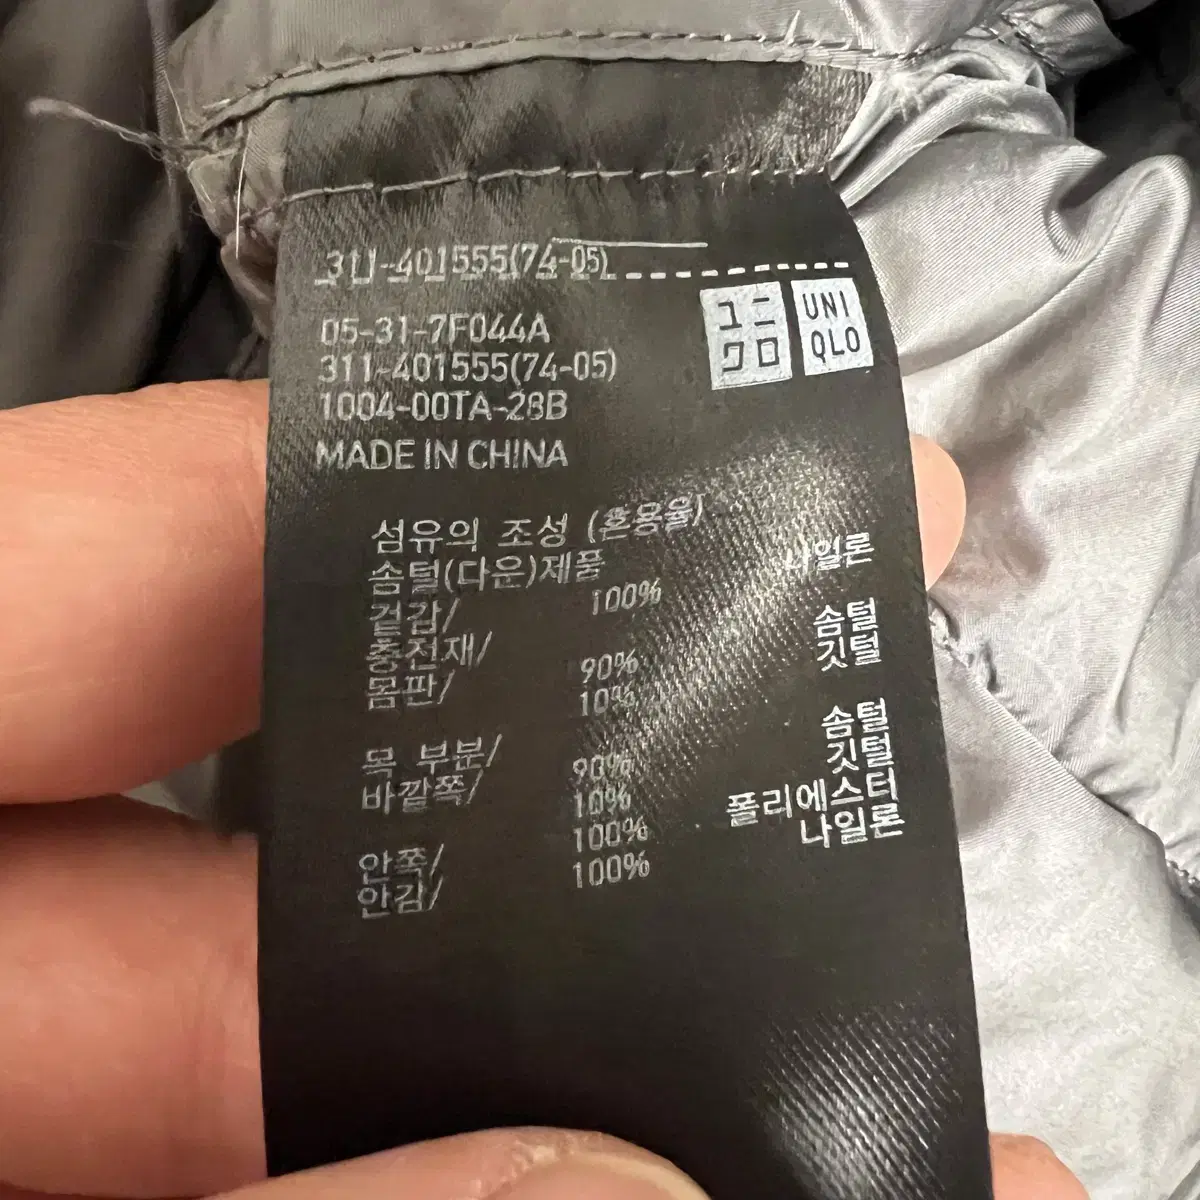 311-401555(74-05)
ユニクロ
UNIQLO
05-31-7F044A
311-401555(74-05)
1004-00TA-28B
MADE IN CHINA
섬유의 조성 (혼용율)
솜털(다운)제품
겉감/ 100% 나일론
충전재/
몸판/ 90% 솜털
10% 깃털
목 부분/ 90% 솜털
바깥쪽/ 10% 깃털
안쪽/ 100% 폴리에스터
안감/ 100% 나일론